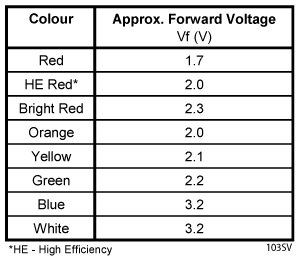 Colour Approx. Forward Voltage
Vf (V)
Red 1.7
HE Red* 2.0
Bright Red 2.3
Orange 2.0
Yellow 2.1
Green 2.2
Blue 3.2
White 3.2
*HE - High Efficiency 103SV